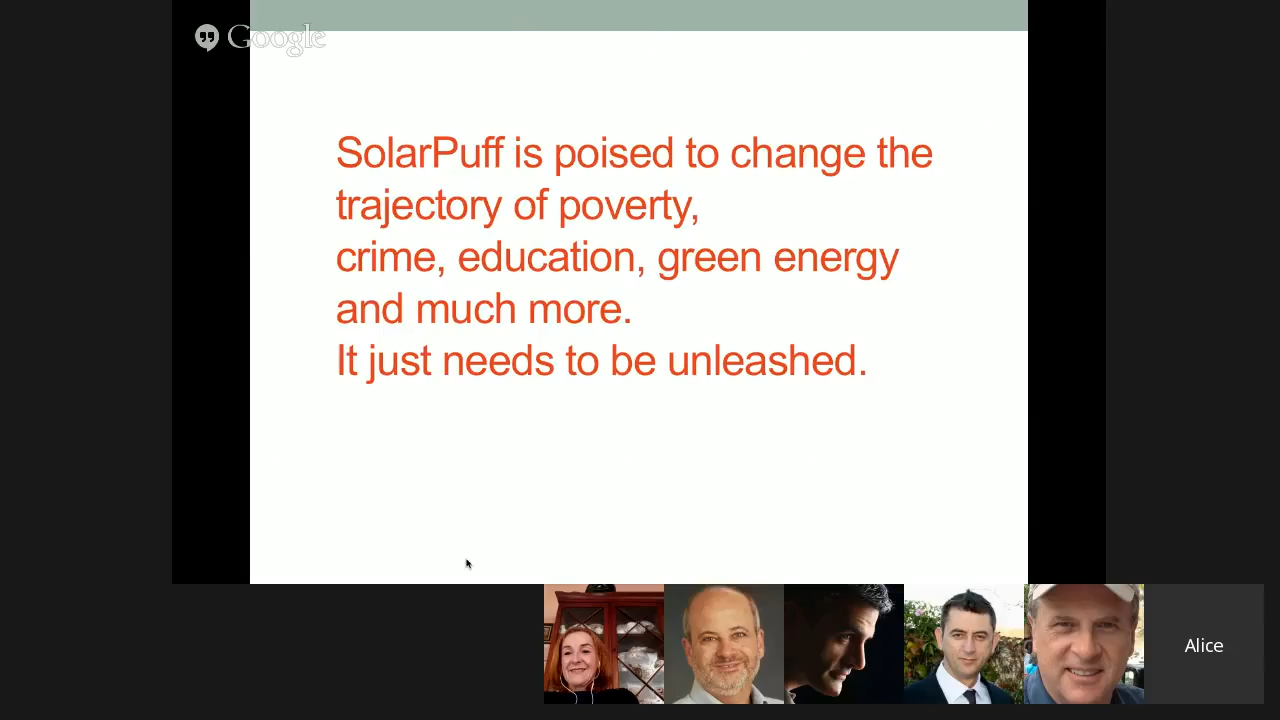 Google
SolarPuff is poised to change the
trajectory of poverty,
crime, education, green energy
and much more.
It just needs to be unleashed.
Alice